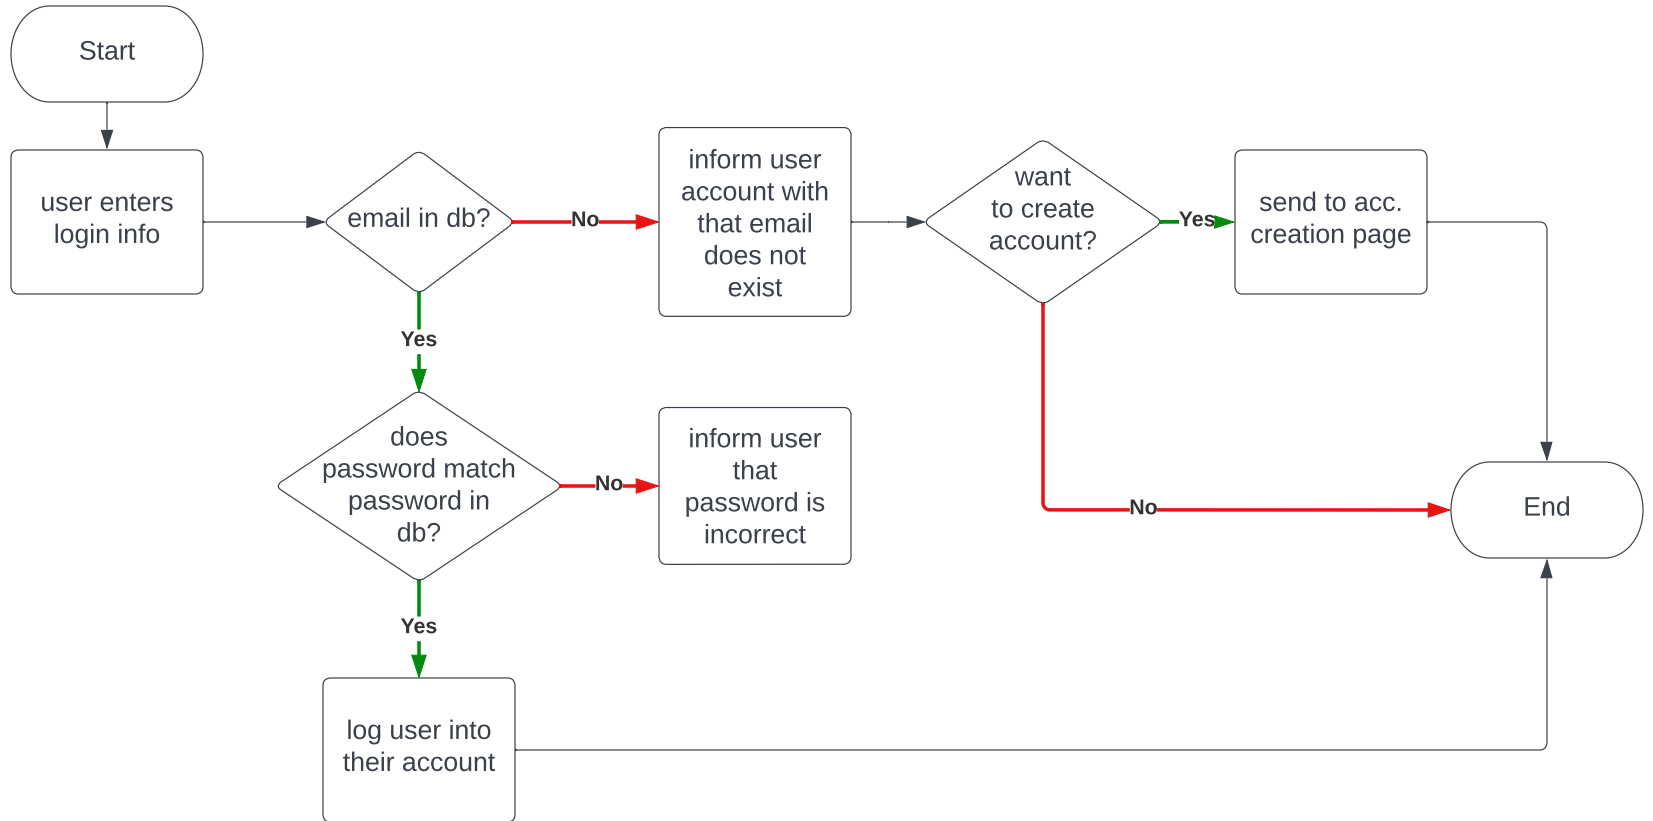 Start
user enters
login info
email in db?
No
inform user
account with
that email
does not
exist
want
to create
account?
Yes
send to acc.
creation page
Yes
does
password match
password in
db?
No
inform user
that
password is
incorrect
No
End
Yes
log user into
their account